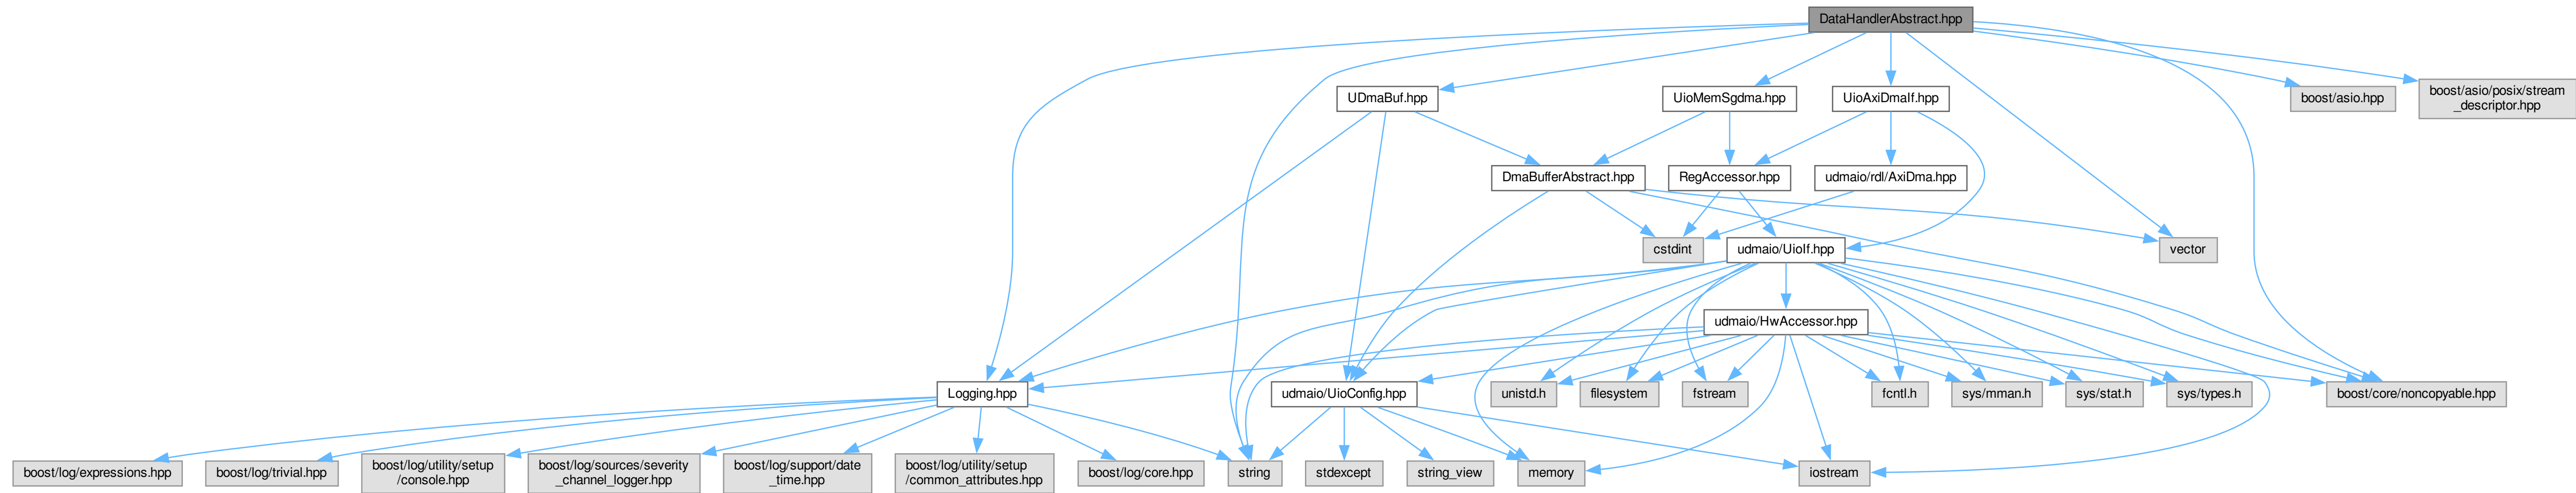 DataHandlerAbstract.hpp
UDmaBuf.hpp
UioMemSgdma.hpp
UioAxiDmaIf.hpp
boost/asio.hpp
boost/asio/posix/stream
_descriptor.hpp
DmaBufferAbstract.hpp
RegAccessor.hpp
udmaio/rdl/AxiDma.hpp
cstdint
udmaio/UioIf.hpp
vector
udmaio/HwAccessor.hpp
Logging.hpp
udmaio/UioConfig.hpp
unistd.h
filesystem
fstream
fcntl.h
sys/mman.h
sys/stat.h
sys/types.h
boost/core/noncopyable.hpp
boost/log/expressions.hpp
boost/log/trivial.hpp
boost/log/utility/setup
/console.hpp
boost/log/sources/severity
_channel_logger.hpp
boost/log/support/date
_time.hpp
boost/log/utility/setup
/common_attributes.hpp
boost/log/core.hpp
string
stdexcept
string_view
memory
iostream